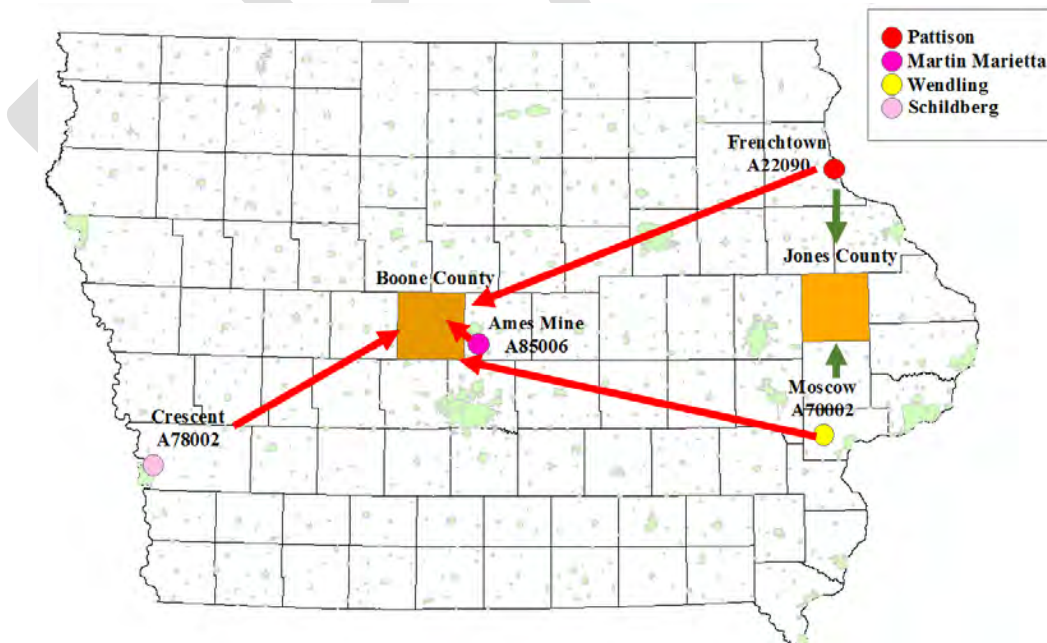 Pattison
Martin Marietta
Wendling
Schildberg
Frenchtown
A22090
Jones County
Boone County
Ames Mine
A85006
Moscow
A70002
Crescent
A78002